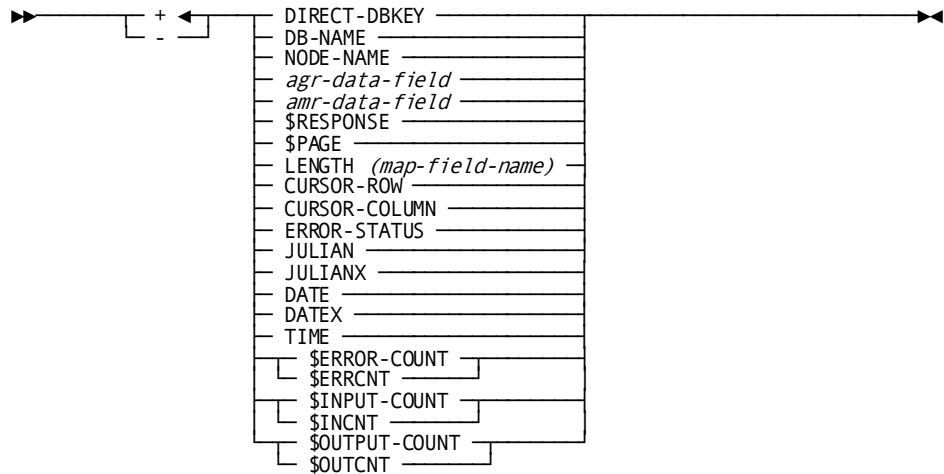 + DIRECT-DBKEY
- DB-NAME
NODE-NAME
agr-data-field
amr-data-field
$RESPONSE
$PAGE
LENGTH (map-field-name)
CURSOR-ROW
CURSOR-COLUMN
ERROR-STATUS
JULIAN
JULIANX
DATE
DATEX
TIME
$ERROR-COUNT
$ERRCNT
$INPUT-COUNT
$INCNT
$OUTPUT-COUNT
$OUTCNT